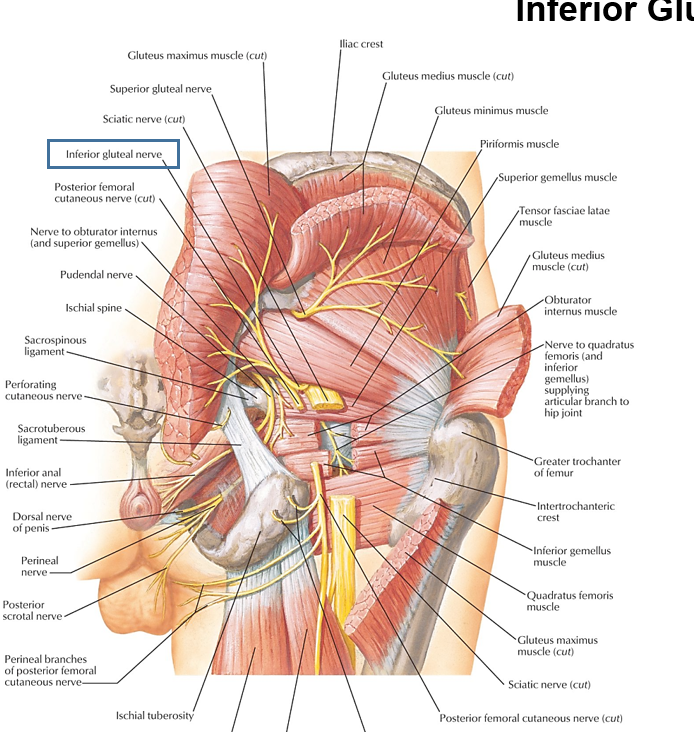 Inferior Glu
Iliac crest
Gluteus maximus muscle (cut)
Gluteus medius muscle (cut)
Superior gluteal nerve
Gluteus minimus muscle
Sciatic nerve (cut)
Piriformis muscle
Inferior gluteal nerve
Superior gemellus muscle
Posterior femoral
cutaneous nerve (cut)
Tensor fasciae latae
muscle
Nerve to obturator internus
(and superior gemellus)
Gluteus medius
muscle (cut)
Pudendal nerve
Obturator
internus muscle
Ischial spine
Sacrospinous
ligament
Nerve to quadratus
femoris (and
inferior
gemellus)
supplying
articular branch to
hip joint
Perforating
cutaneous nerve
Sacrotuberous
ligament
Greater trochanter
of femur
Inferior anal
(rectal) nerve
Intertrochanteric
crest
Dorsal nerve
of penis
Inferior gemellus
muscle
Perineal
nerve
Quadratus femoris
muscle
Posterior
scrotal nerve
Gluteus maximus
muscle (cut)
Perineal branches
of posterior femoral
cutaneous nerve
Sciatic nerve (cut)
Ischial tuberosity
Posterior femoral cutaneous nerve (cut)